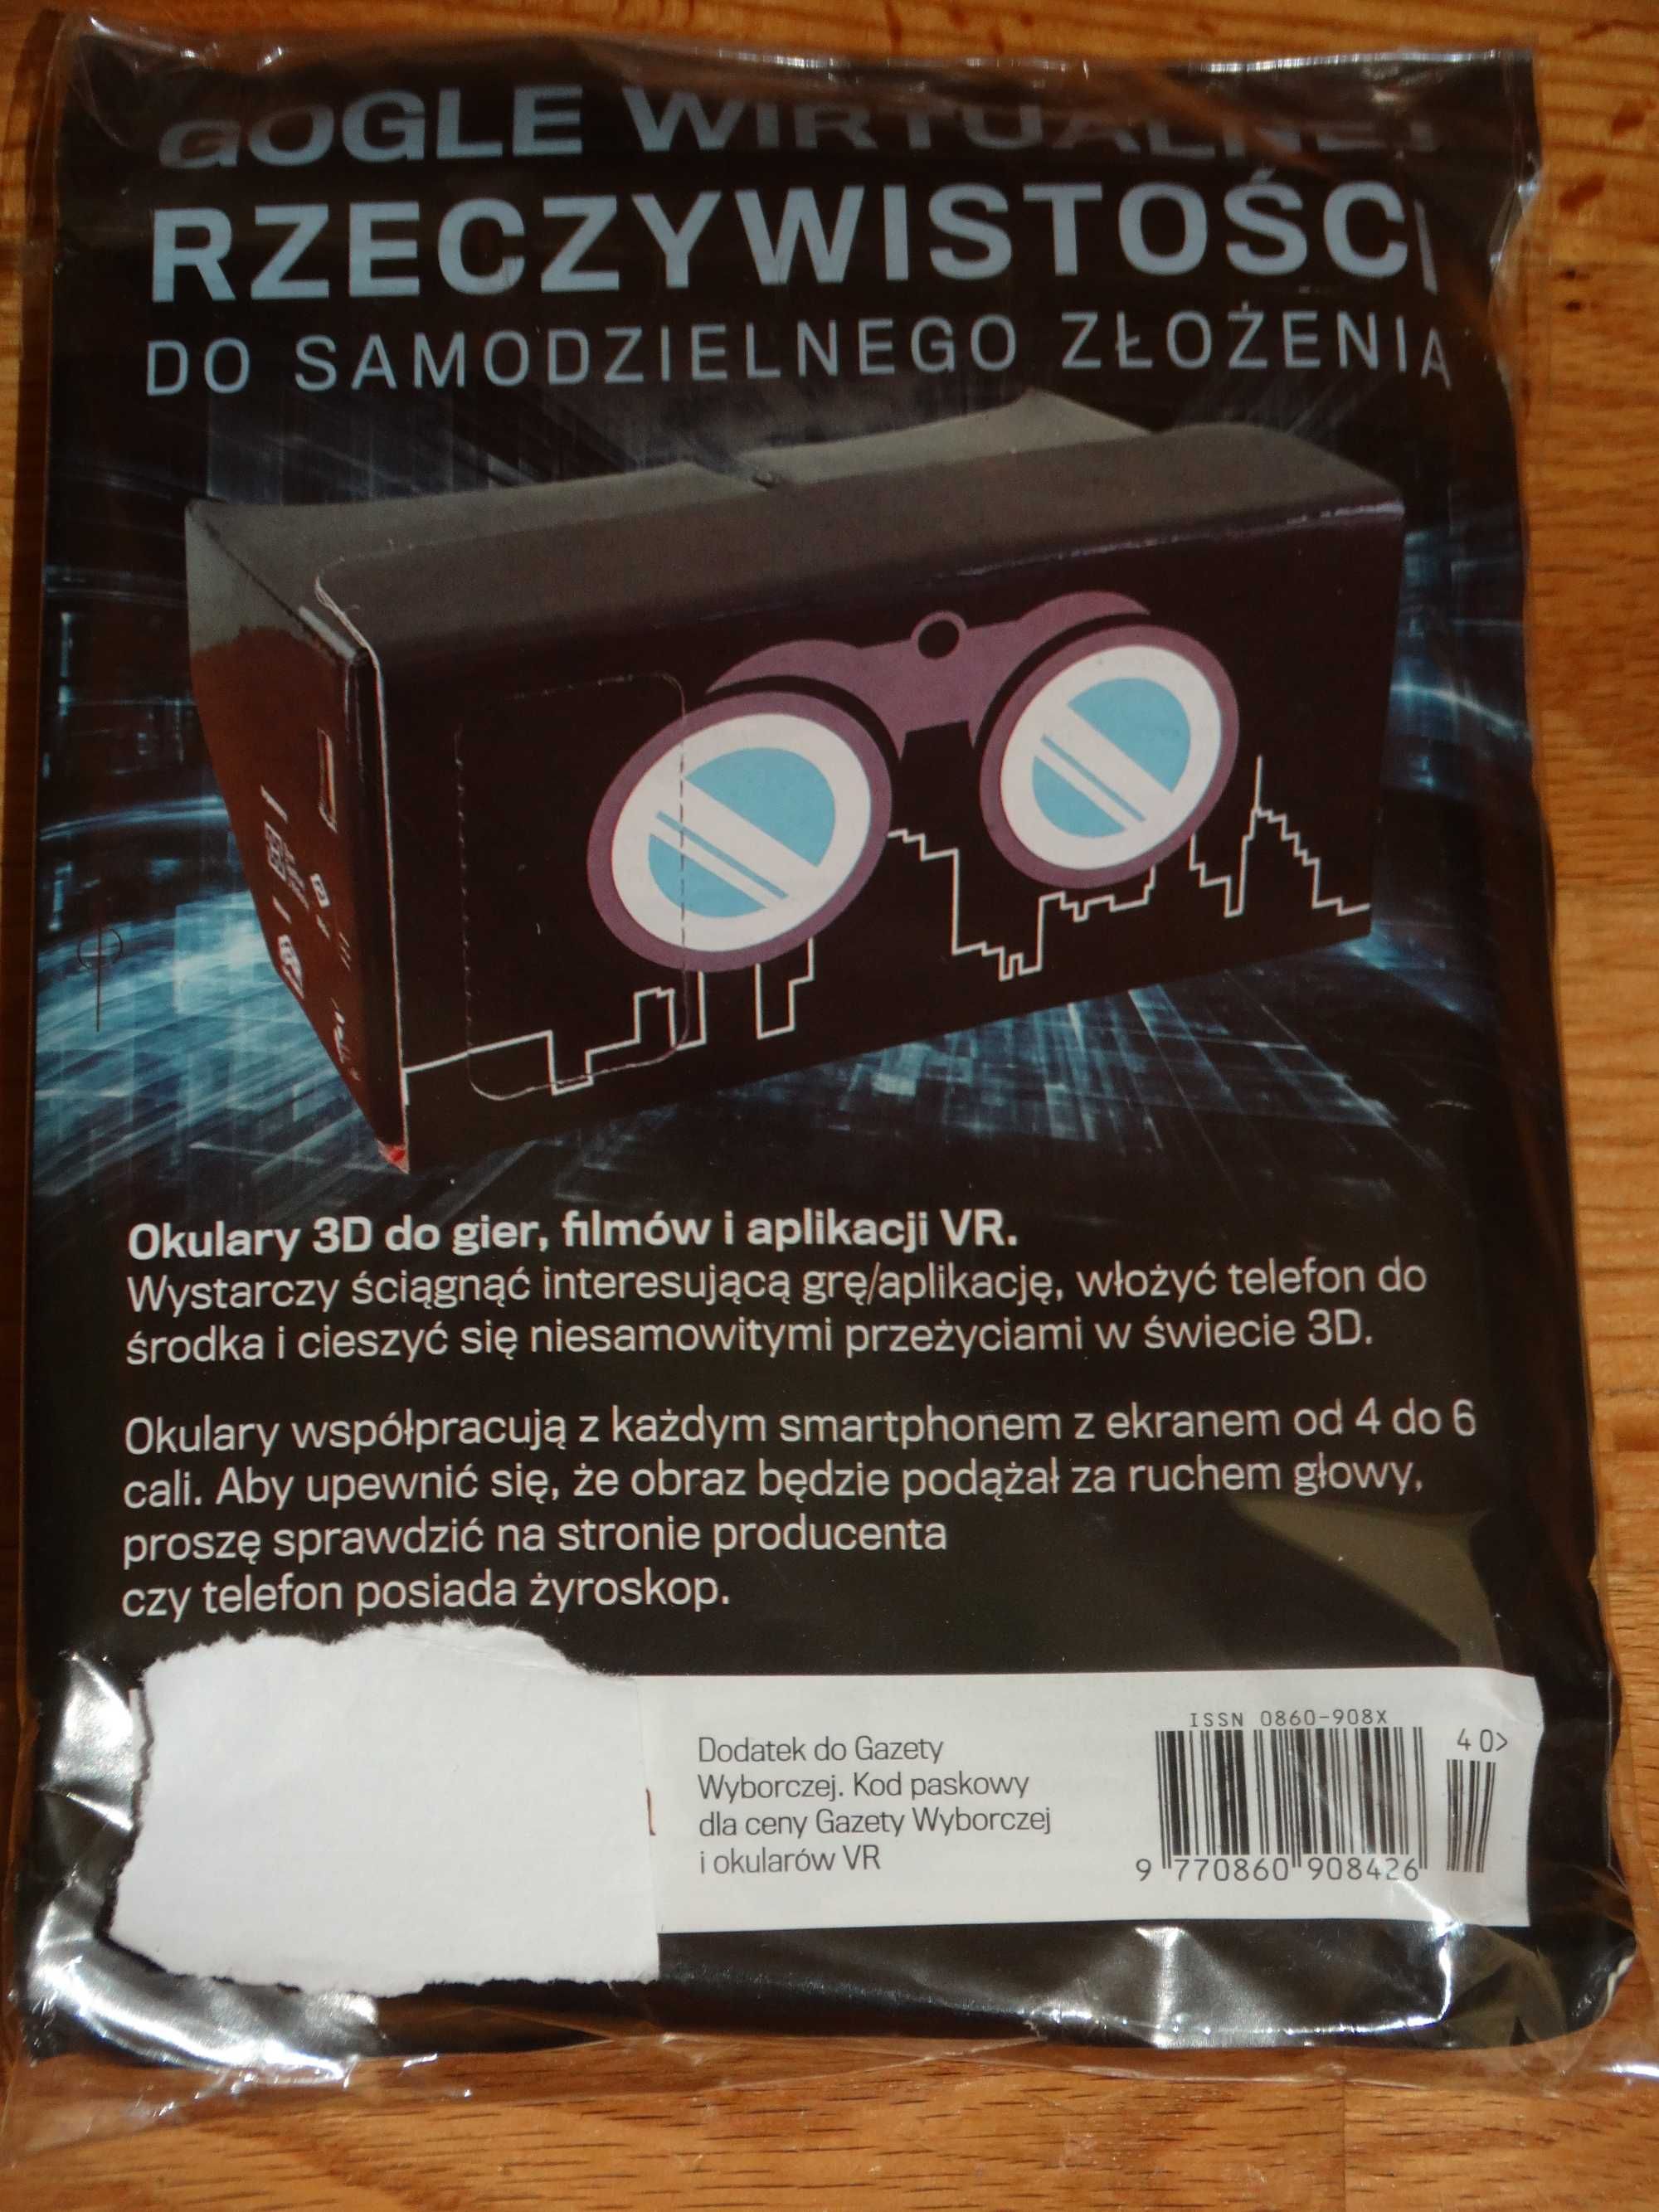 GOGLE WIRTUALNEJ
RZECZYWISTOŚCI
DO SAMODZIELNEGO ZŁOŻENIA
Okulary 3D do gier, filmów i aplikacji VR.
Wystarczy ściągnąć interesującą grę/aplikację, włożyć telefon do
środka i cieszyć się niesamowitymi przeżyciami w świecie 3D.
Okulary współpracują z każdym smartphonem z ekranem od 4 do 6
cali. Aby upewnić się, że obraz będzie podążał za ruchem głowy,
proszę sprawdzić na stronie producenta
czy telefon posiada żyroskop.
Dodatek do Gazety
Wyborczej. Kod paskowy
dla ceny Gazety Wyborczej
i okularów VR
ISSN 0860-908X
40>
9 770860 908426